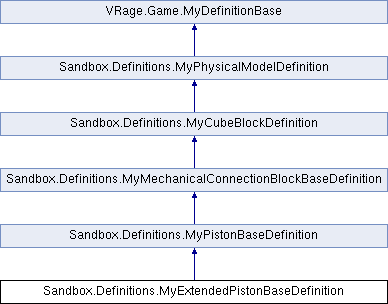 VRage.Game.MyDefinitionBase
Sandbox.Definitions.MyPhysicalModelDefinition
Sandbox.Definitions.MyCubeBlockDefinition
Sandbox.Definitions.MyMechanicalConnectionBlockBaseDefinition
Sandbox.Definitions.MyPistonBaseDefinition
Sandbox.Definitions.MyExtendedPistonBaseDefinition